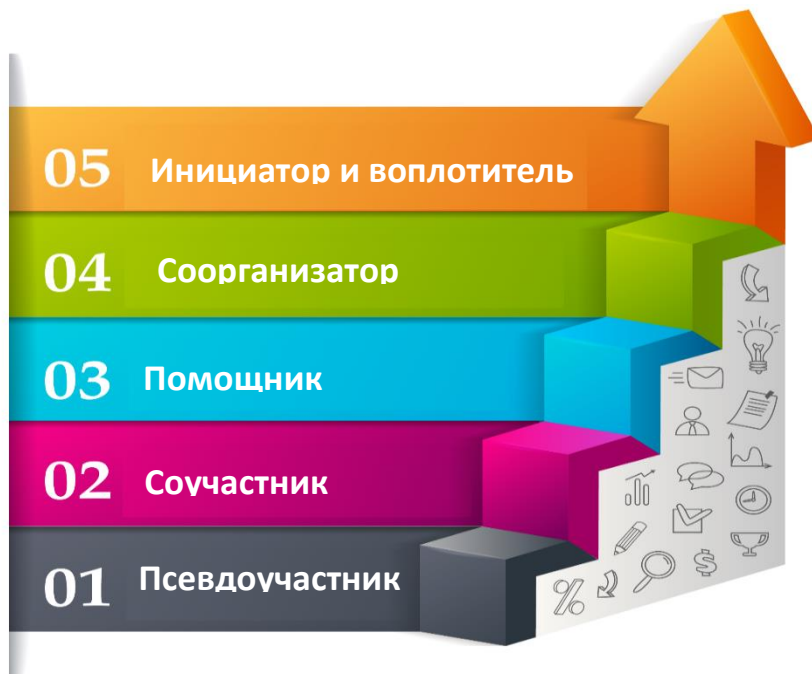 05 Инициатор и воплотитель
04 Соорганизатор
03 Помощник
02 Соучастник
01 Псевдоучастник